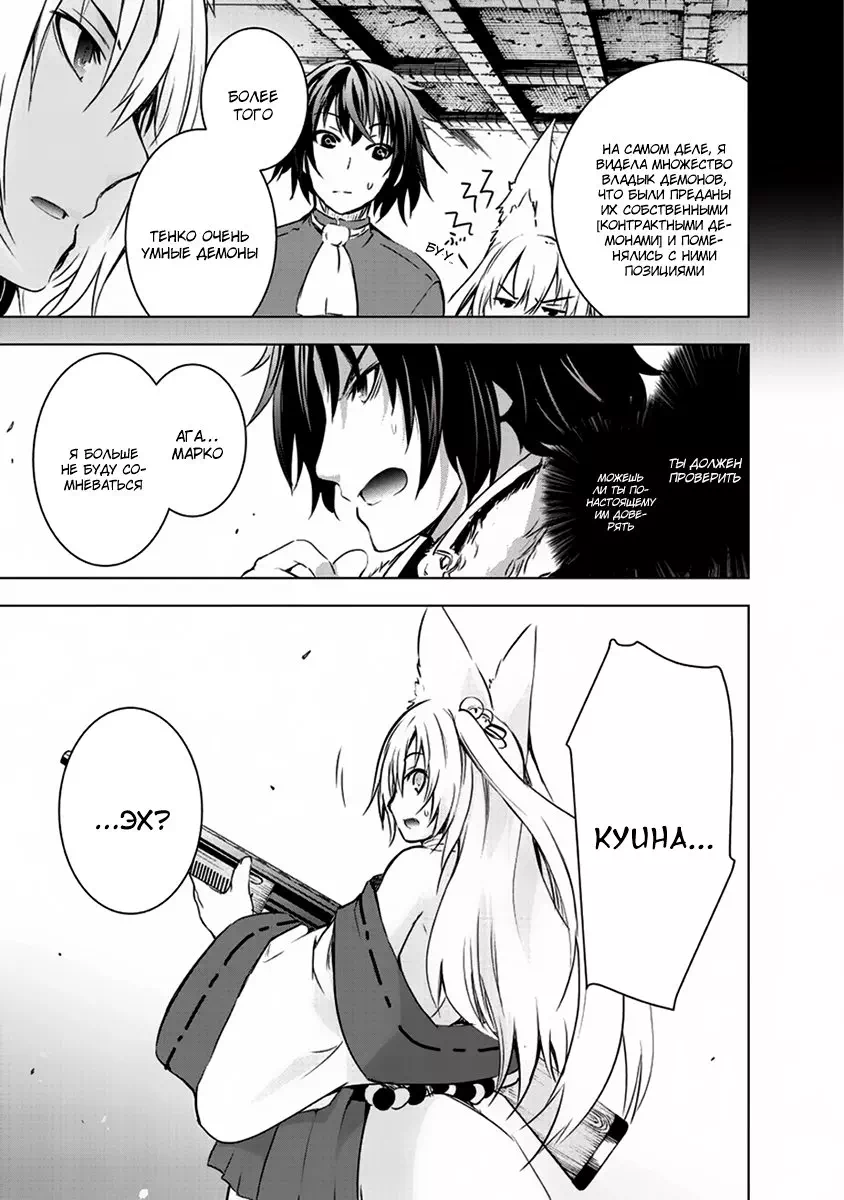 НА САМОМ ДЕЛЕ, Я
ВИДЕЛА МНОЖЕСТВО
ВЛАДЫК ДЕМОНОВ,
ЧТО БЫЛИ ПРЕДАНЫ
ИХ СОБСТВЕННЫМИ
[КОНТРАКТНЫМИ ДЕ-
МОНАМИ] И ПОМЕ-
НЯЛИСЬ С НИМИ
ПОЗИЦИЯМИ
БУУ..
БОЛЕЕ
ТОГО
ТЕНКО ОЧЕНЬ
УМНЫЕ ДЕМОНЫ
ТЫ ДОЛЖЕН
ПРОВЕРИТЬ
МОЖЕШЬ
ЛИ ТЫ ПО-
НАСТОЯЩЕМУ
ИМ ДОВЕ-
РЯТЬ
АГА...
МАРКО
Я БОЛЬШЕ
НЕ БУДУ СО-
МНЕВАТЬСЯ
КУИНА...
...ЭХ?